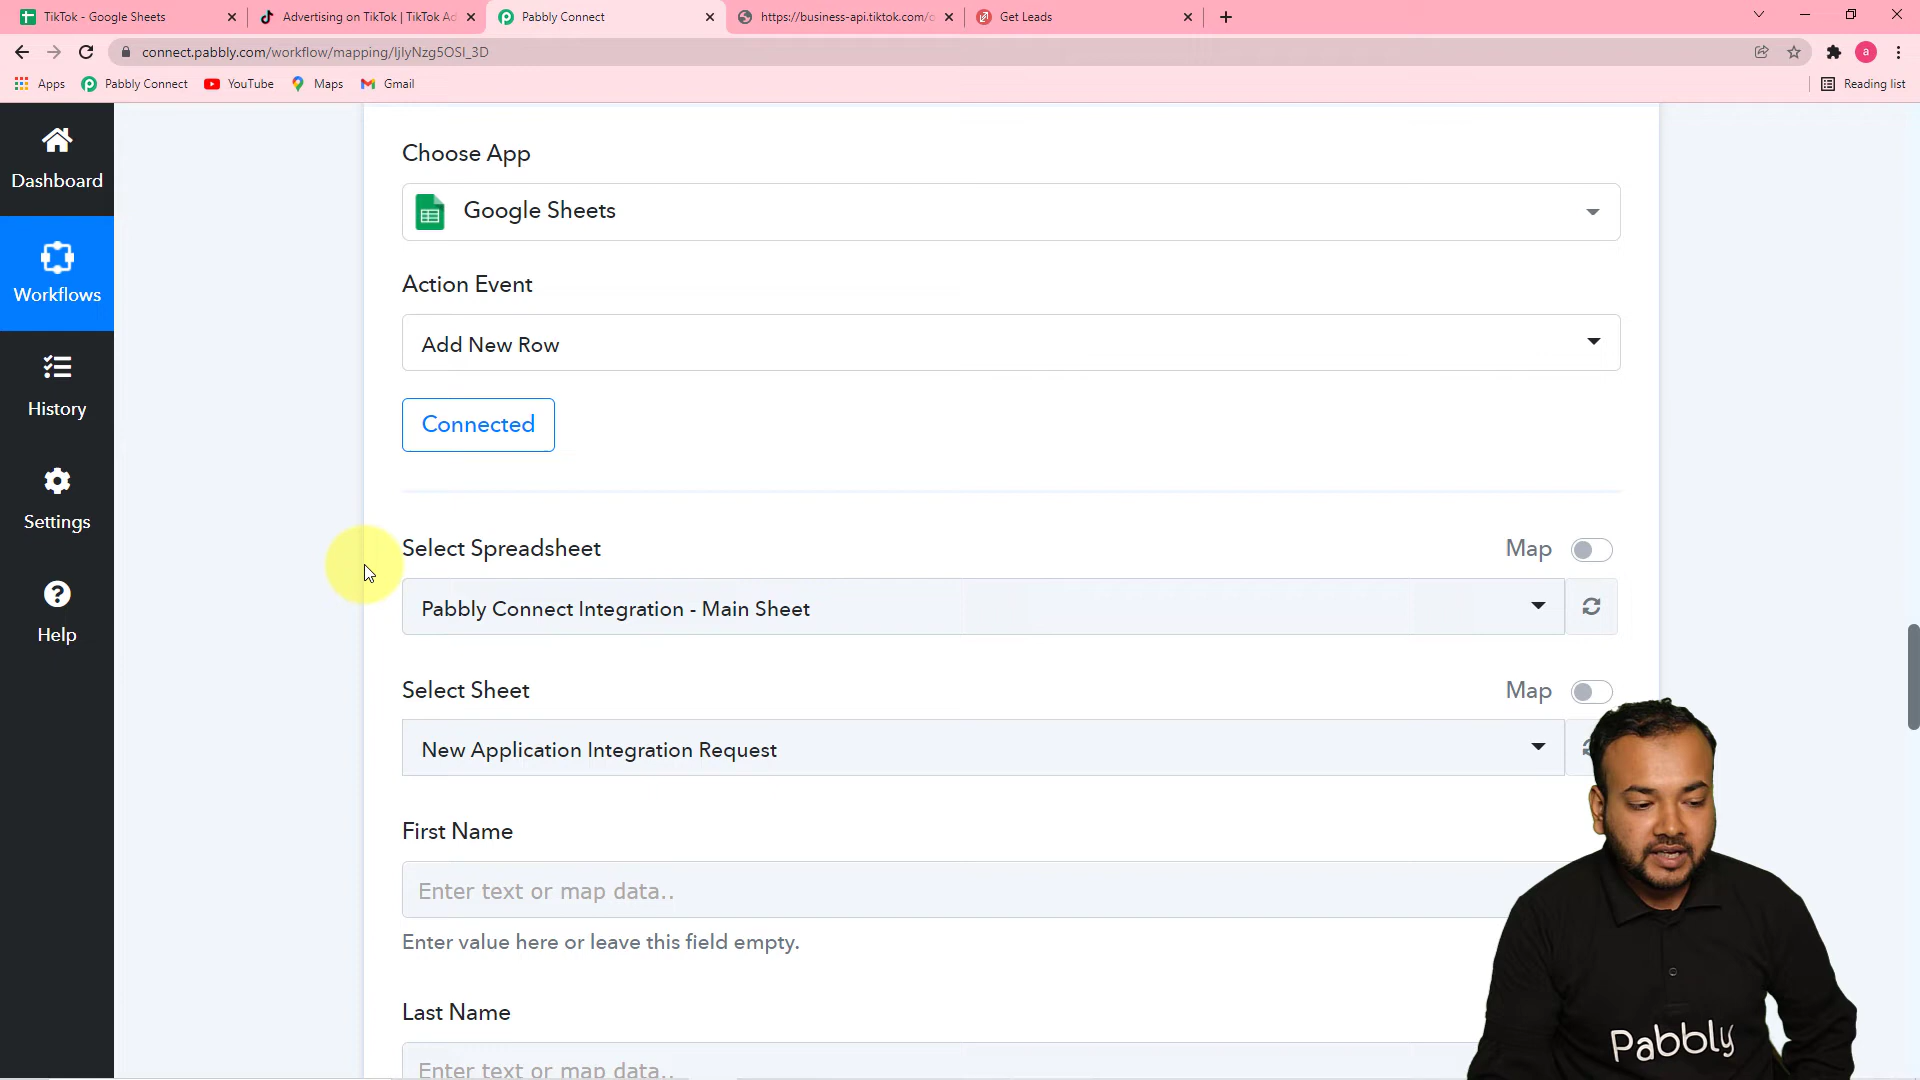 TikTok - Google Sheets
Advertising on TikTok | TikTok Ad
Pabbly Connect
https://business-api.tiktok.com/o
Get Leads
connect.pabbly.com/workflow/mapping/IjIyNzg5OSI_3D
a
Apps
Pabbly Connect
YouTube
Maps
Gmail
Reading list
Dashboard
Workflows
History
Settings
Help
Choose App
Google Sheets
Action Event
Add New Row
Connected
Select Spreadsheet
Map
Pabbly Connect Integration - Main Sheet
Select Sheet
Map
New Application Integration Request
First Name
Enter text or map data..
Enter value here or leave this field empty.
Last Name
Enter text or map data..
Pabbly